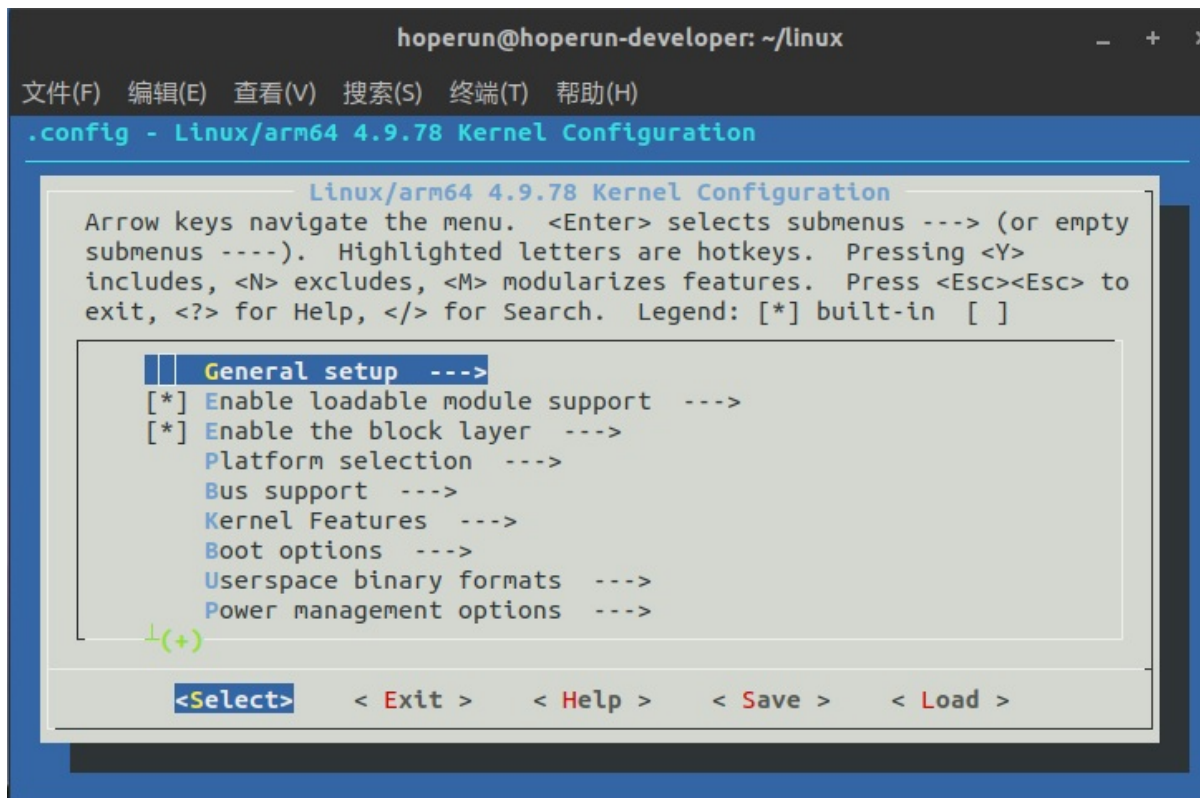 hoperun@hoperun-developer: ~/linux
文件(F) 编辑(E) 查看(V) 搜索(S) 终端(T) 帮助(H)
.config - Linux/arm64 4.9.78 Kernel Configuration
Linux/arm64 4.9.78 Kernel Configuration
Arrow keys navigate the menu. <Enter> selects submenus ---> (or empty
submenus ----). Highlighted letters are hotkeys. Pressing <Y>
includes, <N> excludes, <M> modularizes features. Press <Esc><Esc> to
exit, <?> for Help, </> for Search. Legend: [*] built-in [ ]
General setup --->
[*] Enable loadable module support --->
[*] Enable the block layer --->
Platform selection --->
Bus support --->
Kernel Features --->
Boot options --->
Userspace binary formats --->
Power management options --->
┴(+)
<Select> < Exit > < Help > < Save > < Load >